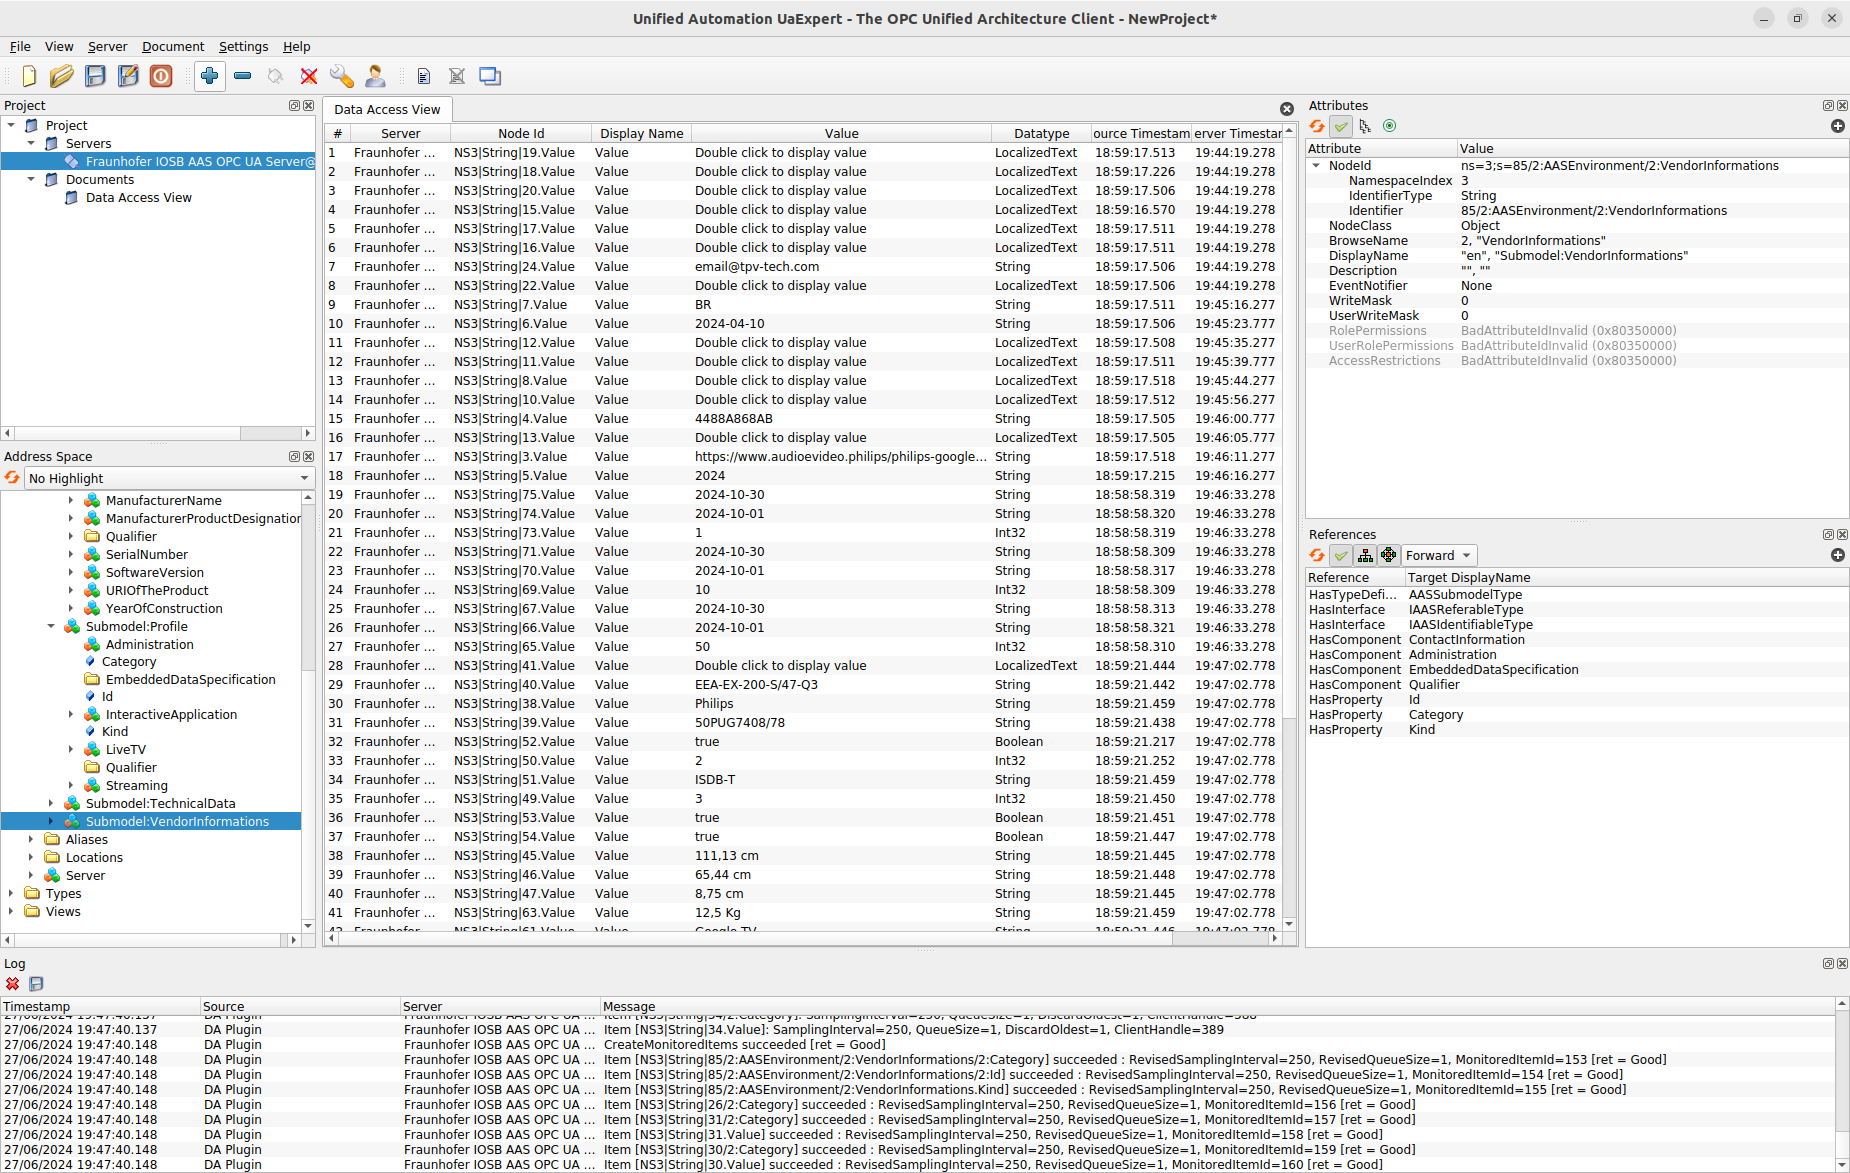 Unified Automation UaExpert - The OPC Unified Architecture Client - NewProject*
File View Server Document Settings Help
Project
Project
Servers
Fraunhofer IOSB AAS OPC UA Server@
Documents
Data Access View
Address Space
No Highlight
ManufacturerName
ManufacturerProductDesignation
Qualifier
SerialNumber
SoftwareVersion
URIOfTheProduct
YearOfConstruction
Submodel:Profile
Administration
Category
EmbeddedDataSpecification
Id
InteractiveApplication
Kind
LiveTV
Qualifier
Streaming
Submodel:TechnicalData
Submodel:VendorInformations
Aliases
Locations
Server
Types
Views
Data Access View
# Server Node Id Display Name Value Datatype ource Timestam erver Timestar
1 Fraunhofer ... NS3|String|19.Value Value Double click to display value LocalizedText 18:59:17.513 19:44:19.278
2 Fraunhofer ... NS3|String|18.Value Value Double click to display value LocalizedText 18:59:17.226 19:44:19.278
3 Fraunhofer ... NS3|String|20.Value Value Double click to display value LocalizedText 18:59:17.506 19:44:19.278
4 Fraunhofer ... NS3|String|15.Value Value Double click to display value LocalizedText 18:59:16.570 19:44:19.278
5 Fraunhofer ... NS3|String|17.Value Value Double click to display value LocalizedText 18:59:17.511 19:44:19.278
6 Fraunhofer ... NS3|String|16.Value Value Double click to display value LocalizedText 18:59:17.511 19:44:19.278
7 Fraunhofer ... NS3|String|24.Value Value email@tpv-tech.com String 18:59:17.506 19:44:19.278
8 Fraunhofer ... NS3|String|22.Value Value Double click to display value LocalizedText 18:59:17.506 19:44:19.278
9 Fraunhofer ... NS3|String|7.Value Value BR String 18:59:17.511 19:45:16.277
10 Fraunhofer ... NS3|String|6.Value Value 2024-04-10 String 18:59:17.506 19:45:23.777
11 Fraunhofer ... NS3|String|12.Value Value Double click to display value LocalizedText 18:59:17.508 19:45:35.277
12 Fraunhofer ... NS3|String|11.Value Value Double click to display value LocalizedText 18:59:17.511 19:45:39.777
13 Fraunhofer ... NS3|String|8.Value Value Double click to display value LocalizedText 18:59:17.518 19:45:44.277
14 Fraunhofer ... NS3|String|10.Value Value Double click to display value LocalizedText 18:59:17.512 19:45:56.277
15 Fraunhofer ... NS3|String|4.Value Value 4488A868AB String 18:59:17.505 19:46:00.777
16 Fraunhofer ... NS3|String|13.Value Value Double click to display value LocalizedText 18:59:17.505 19:46:05.777
17 Fraunhofer ... NS3|String|3.Value Value https://www.audioevideo.philips/philips-google... String 18:59:17.518 19:46:11.277
18 Fraunhofer ... NS3|String|5.Value Value 2024 String 18:59:17.215 19:46:16.277
19 Fraunhofer ... NS3|String|75.Value Value 2024-10-30 String 18:58:58.319 19:46:33.278
20 Fraunhofer ... NS3|String|74.Value Value 2024-10-01 String 18:58:58.320 19:46:33.278
21 Fraunhofer ... NS3|String|73.Value Value 1 Int32 18:58:58.319 19:46:33.278
22 Fraunhofer ... NS3|String|71.Value Value 2024-10-30 String 18:58:58.309 19:46:33.278
23 Fraunhofer ... NS3|String|70.Value Value 2024-10-01 String 18:58:58.317 19:46:33.278
24 Fraunhofer ... NS3|String|69.Value Value 10 Int32 18:58:58.309 19:46:33.278
25 Fraunhofer ... NS3|String|67.Value Value 2024-10-30 String 18:58:58.313 19:46:33.278
26 Fraunhofer ... NS3|String|66.Value Value 2024-10-01 String 18:58:58.321 19:46:33.278
27 Fraunhofer ... NS3|String|65.Value Value 50 Int32 18:58:58.310 19:46:33.278
28 Fraunhofer ... NS3|String|41.Value Value Double click to display value LocalizedText 18:59:21.444 19:47:02.778
29 Fraunhofer ... NS3|String|40.Value Value EEA-EX-200-S/47-Q3 String 18:59:21.442 19:47:02.778
30 Fraunhofer ... NS3|String|38.Value Value Philips String 18:59:21.459 19:47:02.778
31 Fraunhofer ... NS3|String|39.Value Value 50PUG7408/78 String 18:59:21.438 19:47:02.778
32 Fraunhofer ... NS3|String|52.Value Value true Boolean 18:59:21.217 19:47:02.778
33 Fraunhofer ... NS3|String|50.Value Value 2 Int32 18:59:21.252 19:47:02.778
34 Fraunhofer ... NS3|String|51.Value Value ISDB-T String 18:59:21.459 19:47:02.778
35 Fraunhofer ... NS3|String|49.Value Value 3 Int32 18:59:21.450 19:47:02.778
36 Fraunhofer ... NS3|String|53.Value Value true Boolean 18:59:21.451 19:47:02.778
37 Fraunhofer ... NS3|String|54.Value Value true Boolean 18:59:21.447 19:47:02.778
38 Fraunhofer ... NS3|String|45.Value Value 111,13 cm String 18:59:21.445 19:47:02.778
39 Fraunhofer ... NS3|String|46.Value Value 65,44 cm String 18:59:21.448 19:47:02.778
40 Fraunhofer ... NS3|String|47.Value Value 8,75 cm String 18:59:21.445 19:47:02.778
41 Fraunhofer ... NS3|String|63.Value Value 12,5 Kg String 18:59:21.459 19:47:02.778
42 Fraunhofer ... NS3|String|61.Value Value Google TV String 18:59:21.446 19:47:02.778
Attributes
Attribute Value
NodeId ns=3;s=85/2:AASEnvironment/2:VendorInformations
NamespaceIndex 3
IdentifierType String
Identifier 85/2:AASEnvironment/2:VendorInformations
NodeClass Object
BrowseName 2, "VendorInformations"
DisplayName "en", "Submodel:VendorInformations"
Description "", ""
EventNotifier None
WriteMask 0
UserWriteMask 0
RolePermissions BadAttributeIdInvalid (0x80350000)
UserRolePermissions BadAttributeIdInvalid (0x80350000)
AccessRestrictions BadAttributeIdInvalid (0x80350000)
References
Forward
Reference Target DisplayName
HasTypeDefi... AASSubmodelType
HasInterface IAASReferableType
HasInterface IAASIdentifiableType
HasComponent ContactInformation
HasComponent Administration
HasComponent EmbeddedDataSpecification
HasComponent Qualifier
HasProperty Id
HasProperty Category
HasProperty Kind
Log
Timestamp Source Server Message
27/06/2024 19:47:40.137 DA Plugin Fraunhofer IOSB AAS OPC UA ... Item [NS3|String|34/2:Category]: SamplingInterval=250, QueueSize=1, DiscardOldest=1, ClientHandle=388
27/06/2024 19:47:40.137 DA Plugin Fraunhofer IOSB AAS OPC UA ... Item [NS3|String|34.Value]: SamplingInterval=250, QueueSize=1, DiscardOldest=1, ClientHandle=389
27/06/2024 19:47:40.148 DA Plugin Fraunhofer IOSB AAS OPC UA ... CreateMonitoredItems succeeded [ret = Good]
27/06/2024 19:47:40.148 DA Plugin Fraunhofer IOSB AAS OPC UA ... Item [NS3|String|85/2:AASEnvironment/2:VendorInformations/2:Category] succeeded : RevisedSamplingInterval=250, RevisedQueueSize=1, MonitoredItemId=153 [ret = Good]
27/06/2024 19:47:40.148 DA Plugin Fraunhofer IOSB AAS OPC UA ... Item [NS3|String|85/2:AASEnvironment/2:VendorInformations/2:Id] succeeded : RevisedSamplingInterval=250, RevisedQueueSize=1, MonitoredItemId=154 [ret = Good]
27/06/2024 19:47:40.148 DA Plugin Fraunhofer IOSB AAS OPC UA ... Item [NS3|String|85/2:AASEnvironment/2:VendorInformations.Kind] succeeded : RevisedSamplingInterval=250, RevisedQueueSize=1, MonitoredItemId=155 [ret = Good]
27/06/2024 19:47:40.148 DA Plugin Fraunhofer IOSB AAS OPC UA ... Item [NS3|String|26/2:Category] succeeded : RevisedSamplingInterval=250, RevisedQueueSize=1, MonitoredItemId=156 [ret = Good]
27/06/2024 19:47:40.148 DA Plugin Fraunhofer IOSB AAS OPC UA ... Item [NS3|String|31/2:Category] succeeded : RevisedSamplingInterval=250, RevisedQueueSize=1, MonitoredItemId=157 [ret = Good]
27/06/2024 19:47:40.148 DA Plugin Fraunhofer IOSB AAS OPC UA ... Item [NS3|String|31.Value] succeeded : RevisedSamplingInterval=250, RevisedQueueSize=1, MonitoredItemId=158 [ret = Good]
27/06/2024 19:47:40.148 DA Plugin Fraunhofer IOSB AAS OPC UA ... Item [NS3|String|30/2:Category] succeeded : RevisedSamplingInterval=250, RevisedQueueSize=1, MonitoredItemId=159 [ret = Good]
27/06/2024 19:47:40.148 DA Plugin Fraunhofer IOSB AAS OPC UA ... Item [NS3|String|30.Value] succeeded : RevisedSamplingInterval=250, RevisedQueueSize=1, MonitoredItemId=160 [ret = Good]